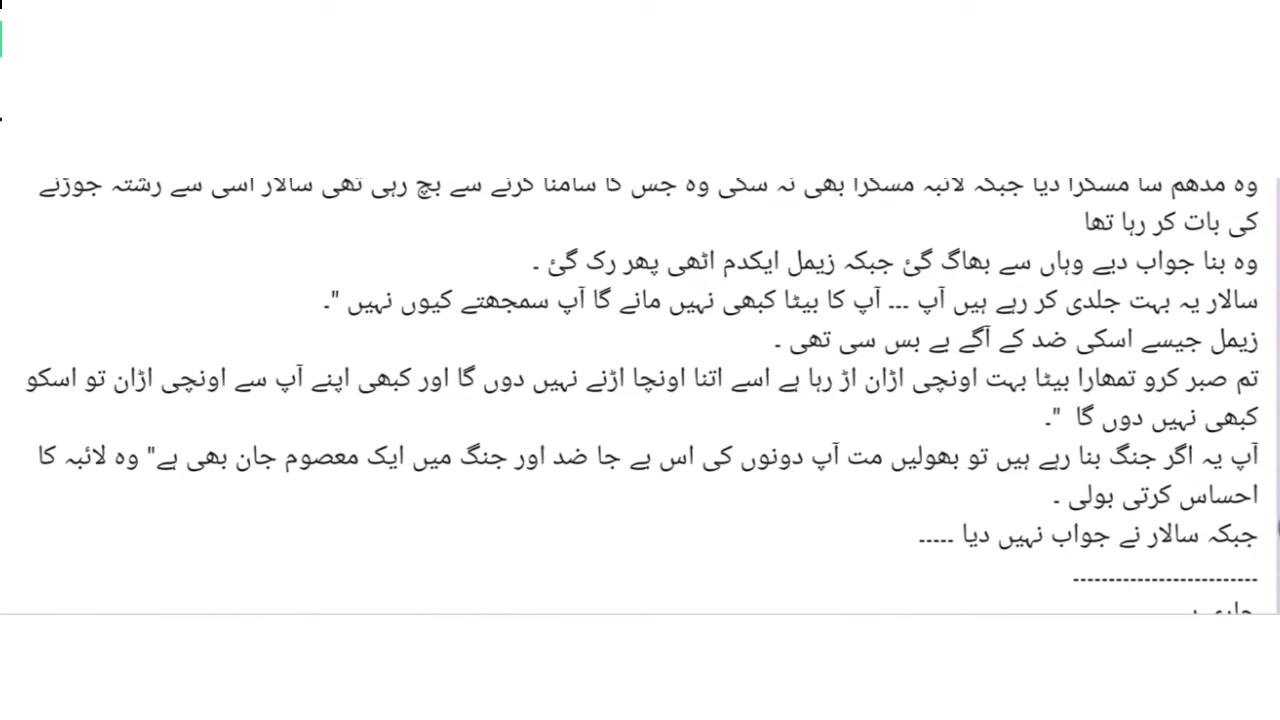 وہ مدھم سا مسکرا دیا جبکہ لائبہ مسکرا بھی نہ سکی وہ جس کا سامنا کرنے سے بچ رہی تھی سالار اسی سے رشتہ جوڑنے
کی بات کر رہا تھا
وہ بنا جواب دیے وہاں سے بھاگ گئ جبکہ زیمل ایکدم اٹھی پھر رک گئ ۔
سالار یہ بہت جلدی کر رہے ہیں آپ ۔۔۔ آپ کا بیٹا کبھی نہیں مانے گا آپ سمجھتے کیوں نہیں "۔
زیمل جیسے اسکی ضد کے آگے بے بس سی تھی ۔
تم صبر کرو تمھارا بیٹا بہت اونچی اڑان اڑ رہا ہے اسے اتنا اونچا اڑنے نہیں دوں گا اور کبھی اپنے آپ سے اونچی اڑان تو اسکو
کبھی نہیں دوں گا "۔
آپ یہ اگر جنگ بنا رہے ہیں تو بھولیں مت آپ دونوں کی اس بے جا ضد اور جنگ میں ایک معصوم جان بھی ہے" وہ لائبہ کا
احساس کرتی بولی ۔
جبکہ سالار نے جواب نہیں دیا ۔۔۔۔۔
--------------------------